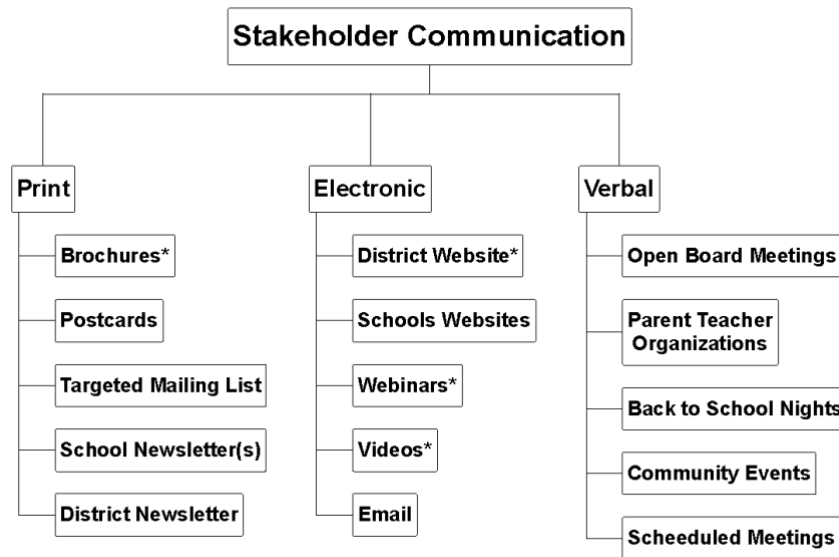 Stakeholder Communication
Print
Brochures*
Postcards
Targeted Mailing List
School Newsletter(s)
District Newsletter
Electronic
District Website*
Schools Websites
Webinars*
Videos*
Email
Verbal
Open Board Meetings
Parent Teacher
Organizations
Back to School Nights
Community Events
Scheeduled Meetings